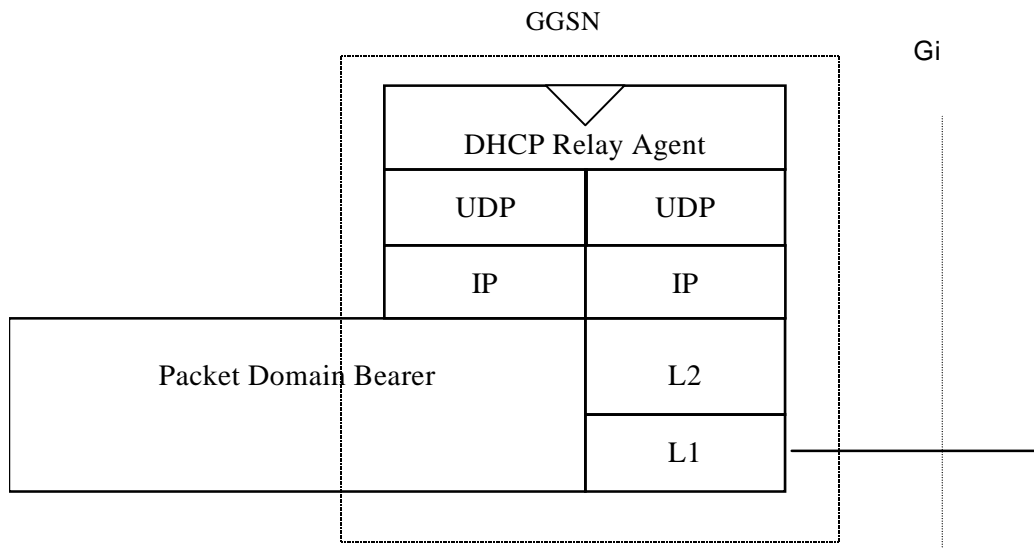 GGSN
Gi
DHCP Relay Agent
UDP UDP
IP IP
Packet Domain Bearer L2
L1